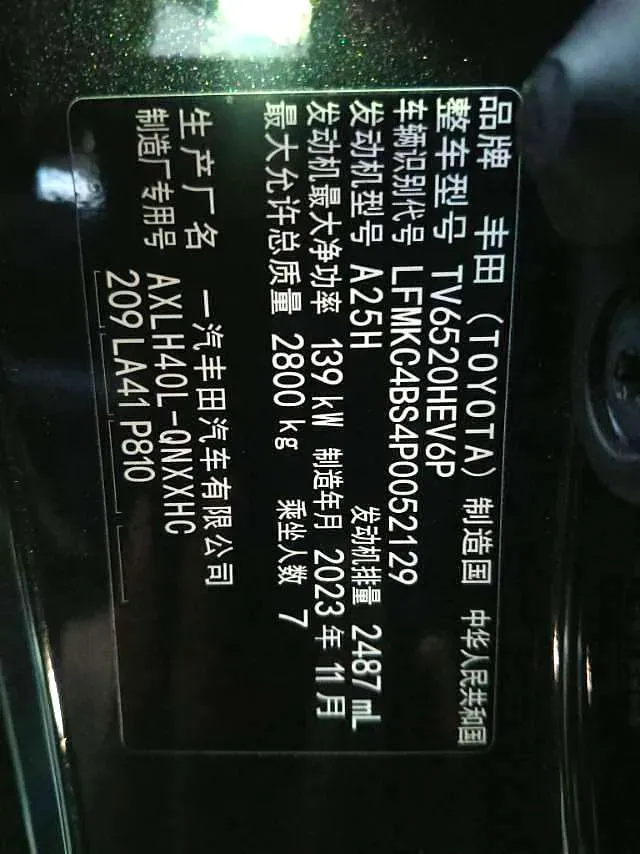 品牌 丰田（TOYOTA） 制造国 中华人民共和国
整车型号 TV6520HEV6P
车辆识别代号 LFMKC4BS4P0052129
发动机型号 A25H 发动机排量 2487 mL
发动机最大净功率 139 kW 制造年月 2023 年 11 月
最大允许总质量 2800 kg 乘坐人数 7
生产厂名 一汽丰田汽车有限公司
制造厂专用号 AXLH40L-QNXXHC
209 LA41 P810